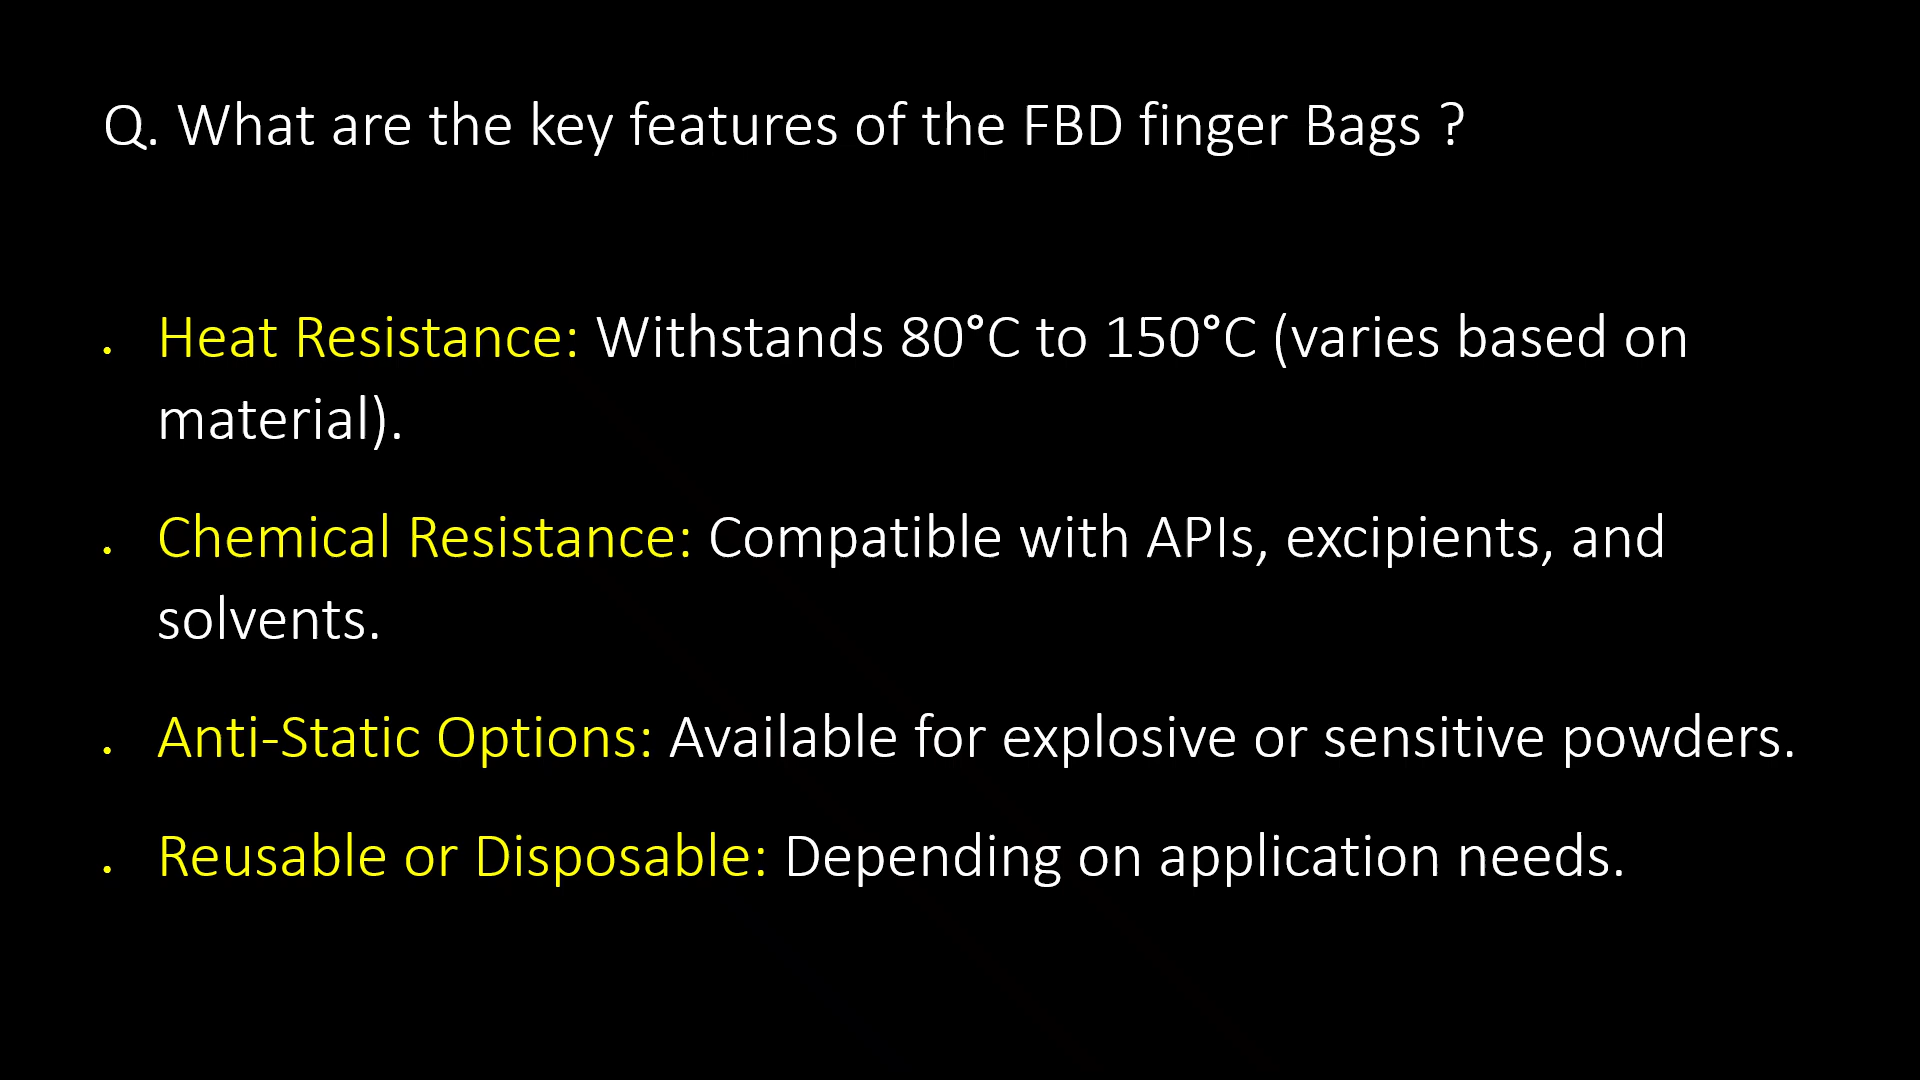 Q. What are the key features of the FBD finger Bags ?
• Heat Resistance: Withstands 80°C to 150°C (varies based on
material).
• Chemical Resistance: Compatible with APIs, excipients, and
solvents.
• Anti-Static Options: Available for explosive or sensitive powders.
• Reusable or Disposable: Depending on application needs.